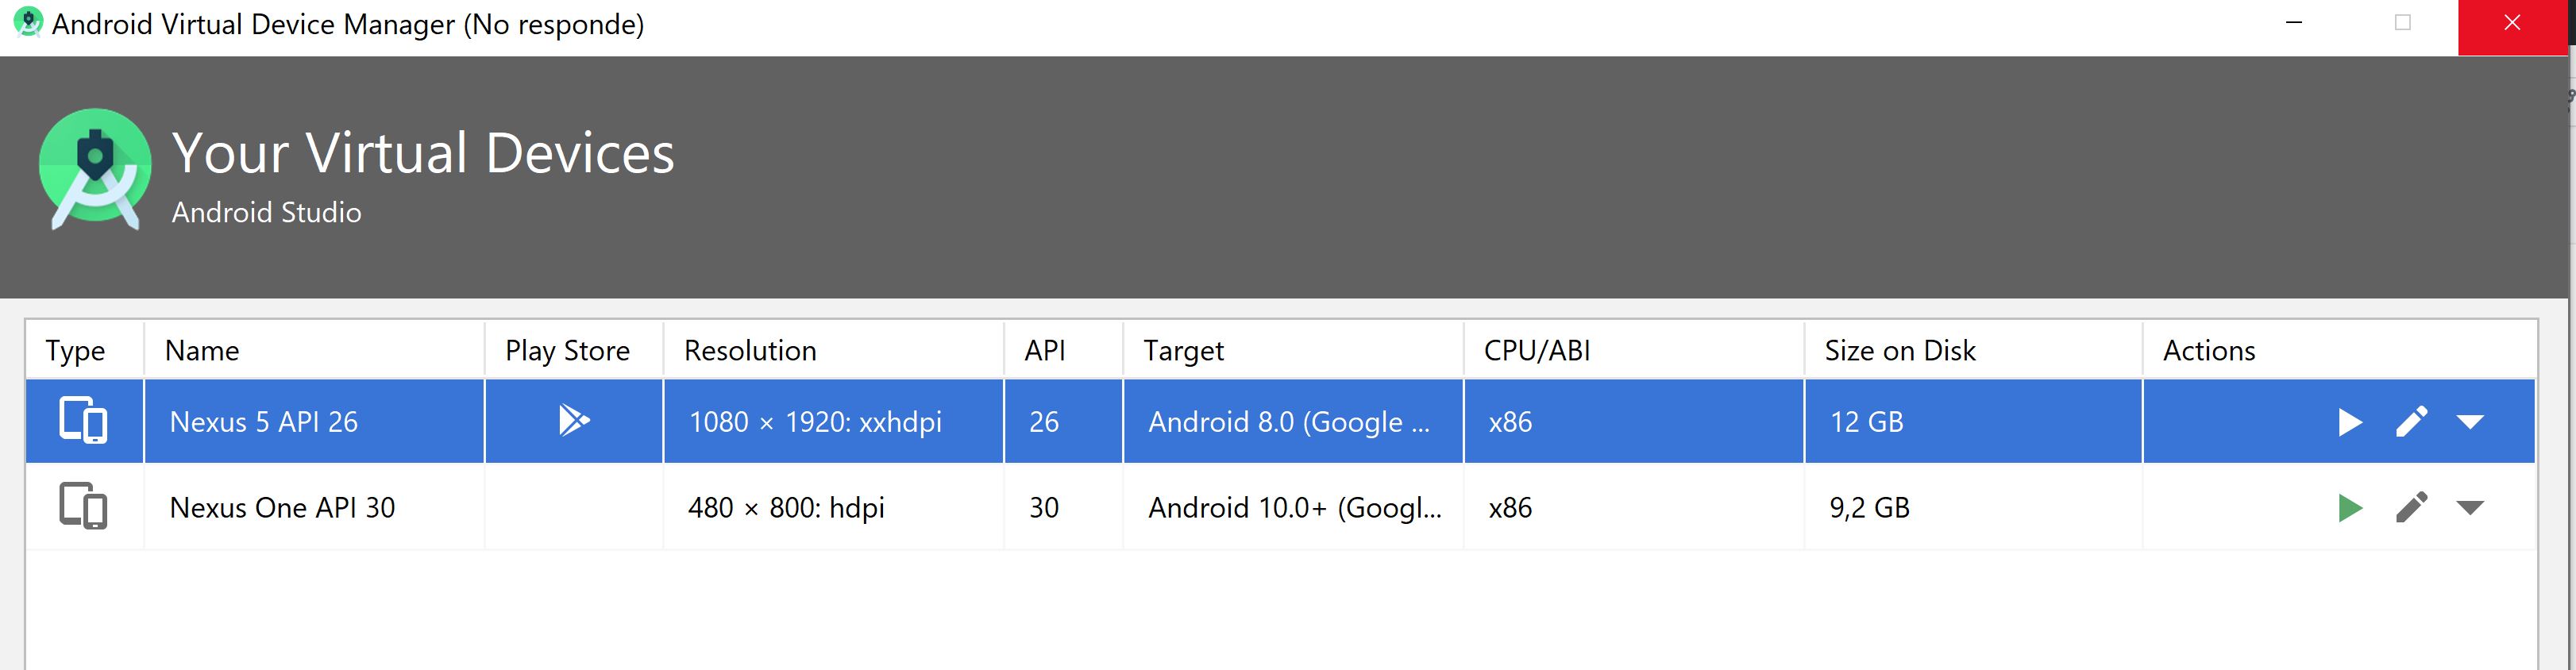 Android Virtual Device Manager (No responde)
Your Virtual Devices
Android Studio
Type Name Play Store Resolution API Target CPU/ABI Size on Disk Actions
Nexus 5 API 26 1080 × 1920: xxhdpi 26 Android 8.0 (Google ... x86 12 GB
Nexus One API 30 480 × 800: hdpi 30 Android 10.0+ (Googl... x86 9,2 GB